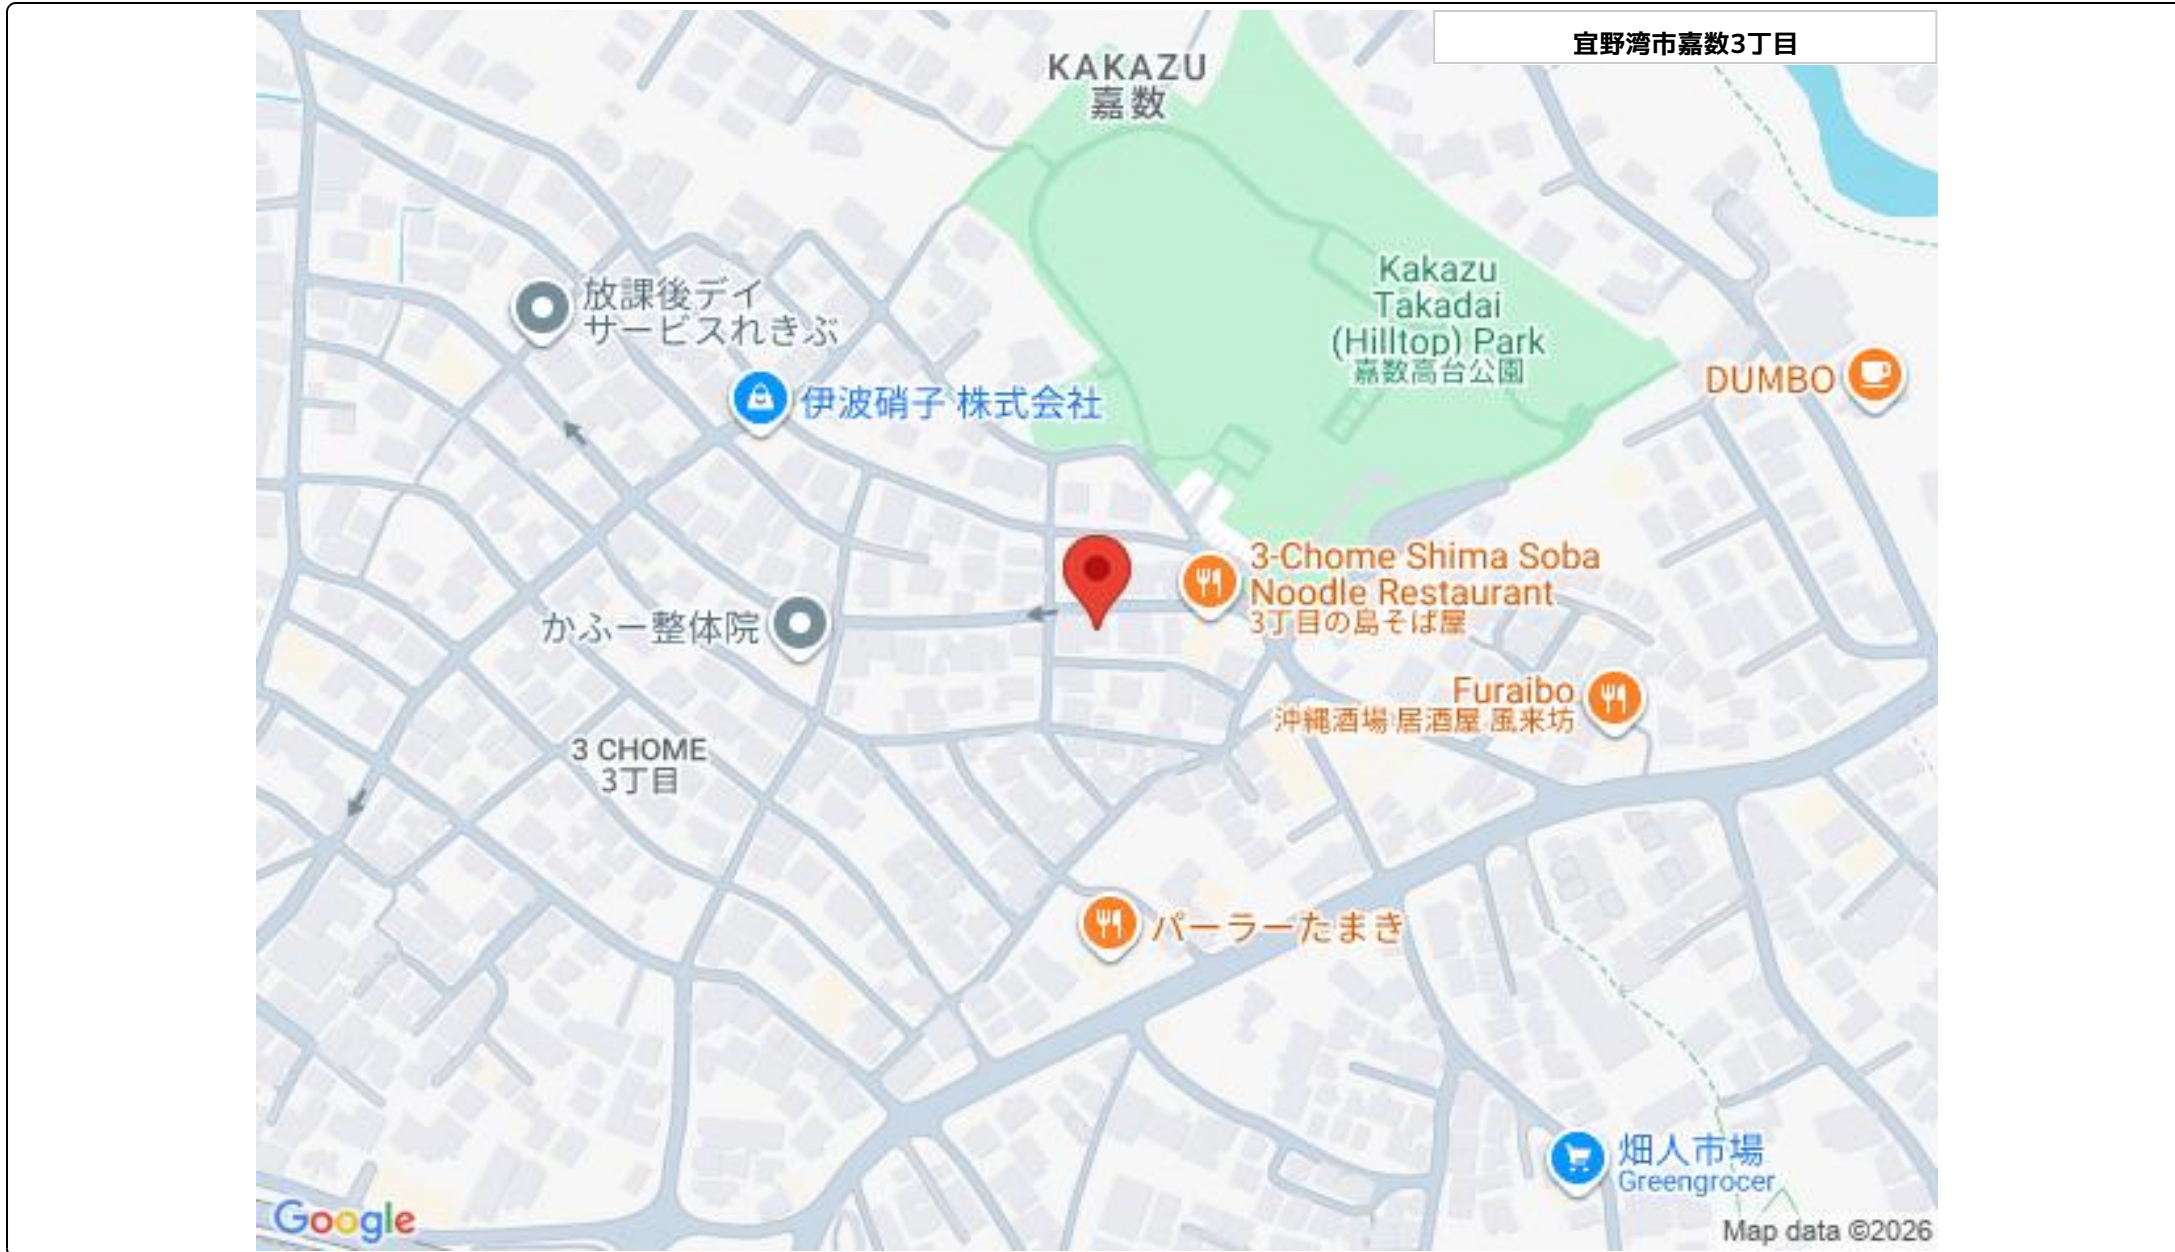 宜野湾市嘉数3丁目
KAKAZU
嘉数
Kakazu
Takadai
(Hilltop) Park
嘉数高台公園
放課後デイ
サービスれきぶ
DUMBO
伊波硝子 株式会社
3-Chome Shima Soba
Noodle Restaurant
3丁目の島そば屋
かふー整体院
Furaibo
沖縄酒場 居酒屋 風来坊
3 CHOME
3丁目
パーラーたまき
畑人市場
Greengrocer
Google
Map data ©2026